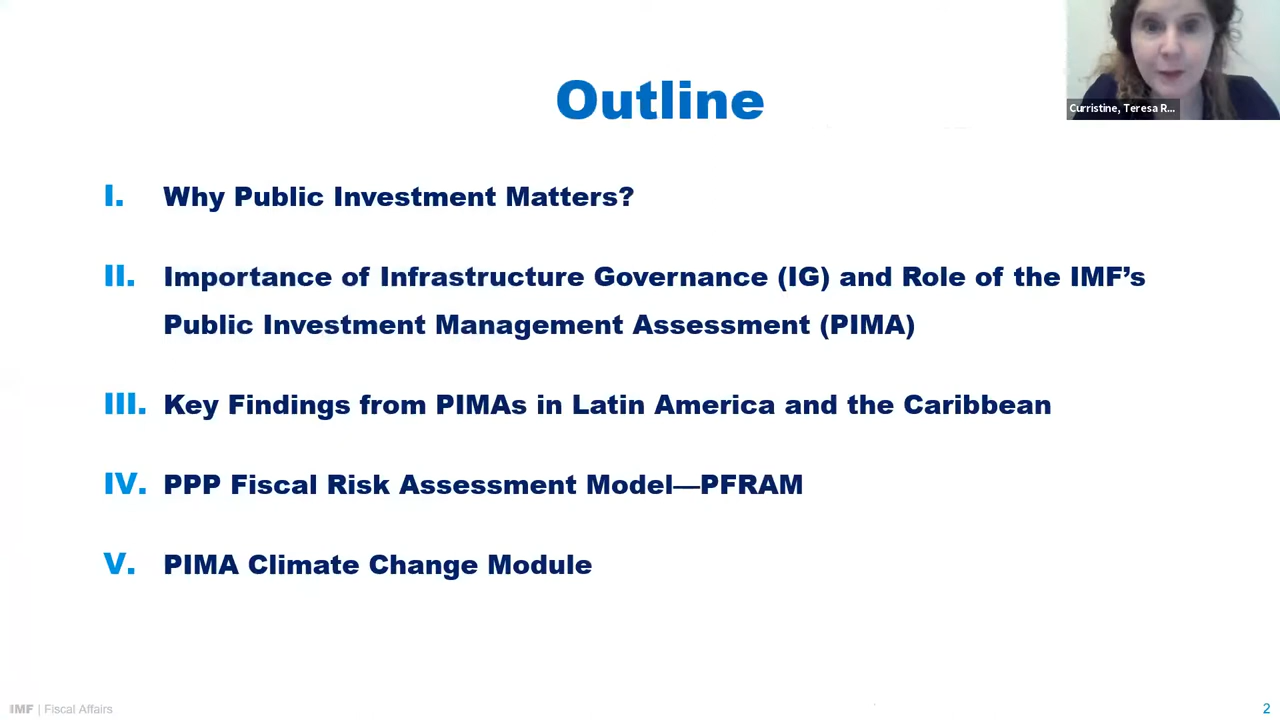 Outline
Curristine, Teresa R...
I. Why Public Investment Matters?
II. Importance of Infrastructure Governance (IG) and Role of the IMF’s
Public Investment Management Assessment (PIMA)
III. Key Findings from PIMAs in Latin America and the Caribbean
IV. PPP Fiscal Risk Assessment Model—PFRAM
V. PIMA Climate Change Module
IMF | Fiscal Affairs
2